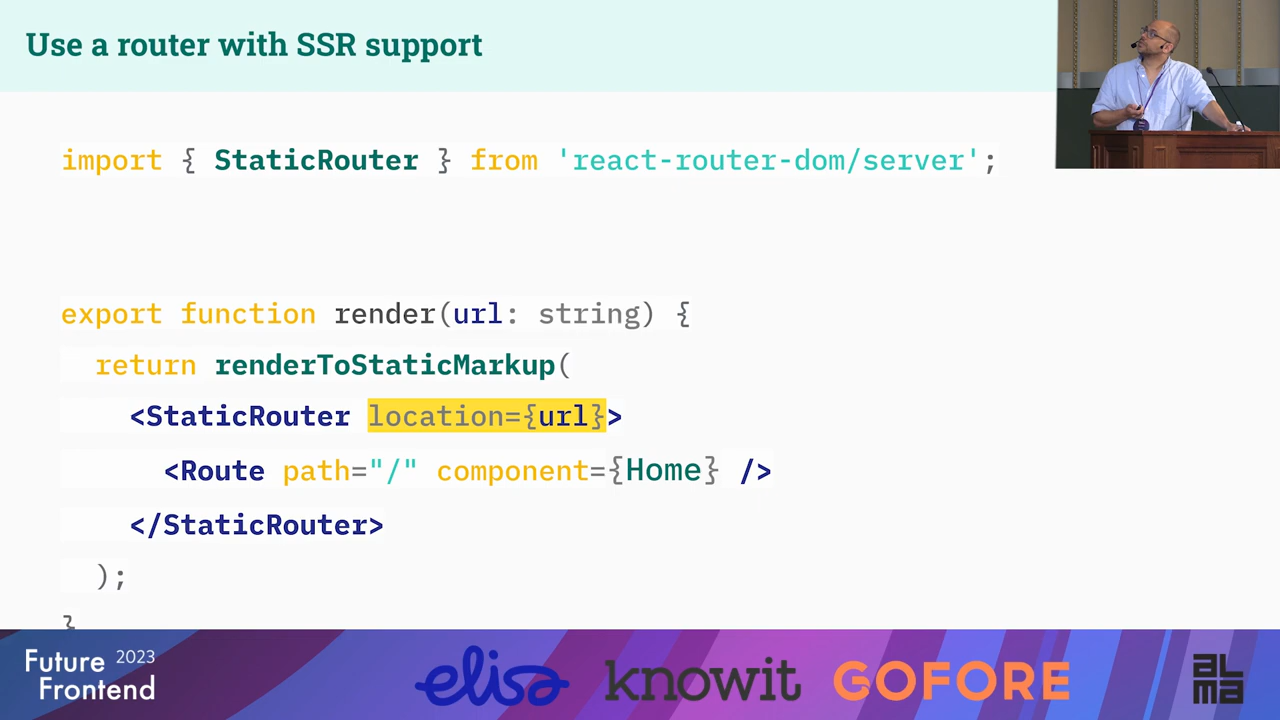 Use a router with SSR support
import { StaticRouter } from 'react-router-dom/server';
export function render(url: string) {
return renderToStaticMarkup(
<StaticRouter location={url}>
<Route path="/" component={Home} />
</StaticRouter>
);
}
Future 2023
Frontend
elisa
knowit
GOFORE
ALMA